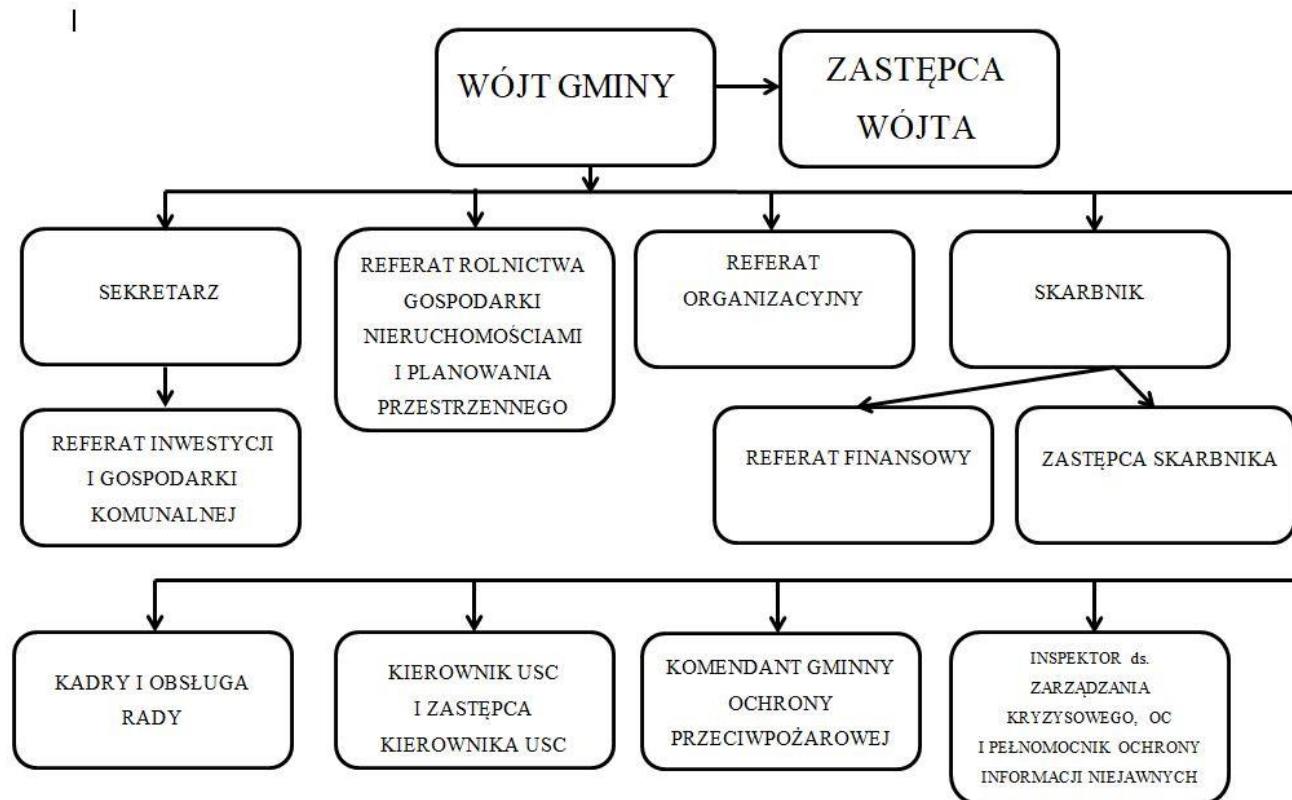 WÓJT GMINY
ZASTĘPCA
WÓJTA
SEKRETARZ
REFERAT ROLNICTWA
GOSPODARKI
NIERUCHOMOŚCIAMI
I PLANOWANIA
PRZESTRZENNEGO
REFERAT
ORGANIZACYJNY
SKARBNIK
REFERAT INWESTYCJI
I GOSPODARKI
KOMUNALNEJ
REFERAT FINANSOWY
ZASTĘPCA SKARBNIKA
KADRY I OBSŁUGA
RADY
KIEROWNIK USC
I ZASTĘPCA
KIEROWNIKA USC
KOMENDANT GMINNY
OCHRONY
PRZECIWPOŻAROWEJ
INSPEKTOR ds.
ZARZĄDZANIA
KRYZYSOWEGO, OC
I PEŁNOMOCNIK OCHRONY
INFORMACJI NIEJAWNYCH